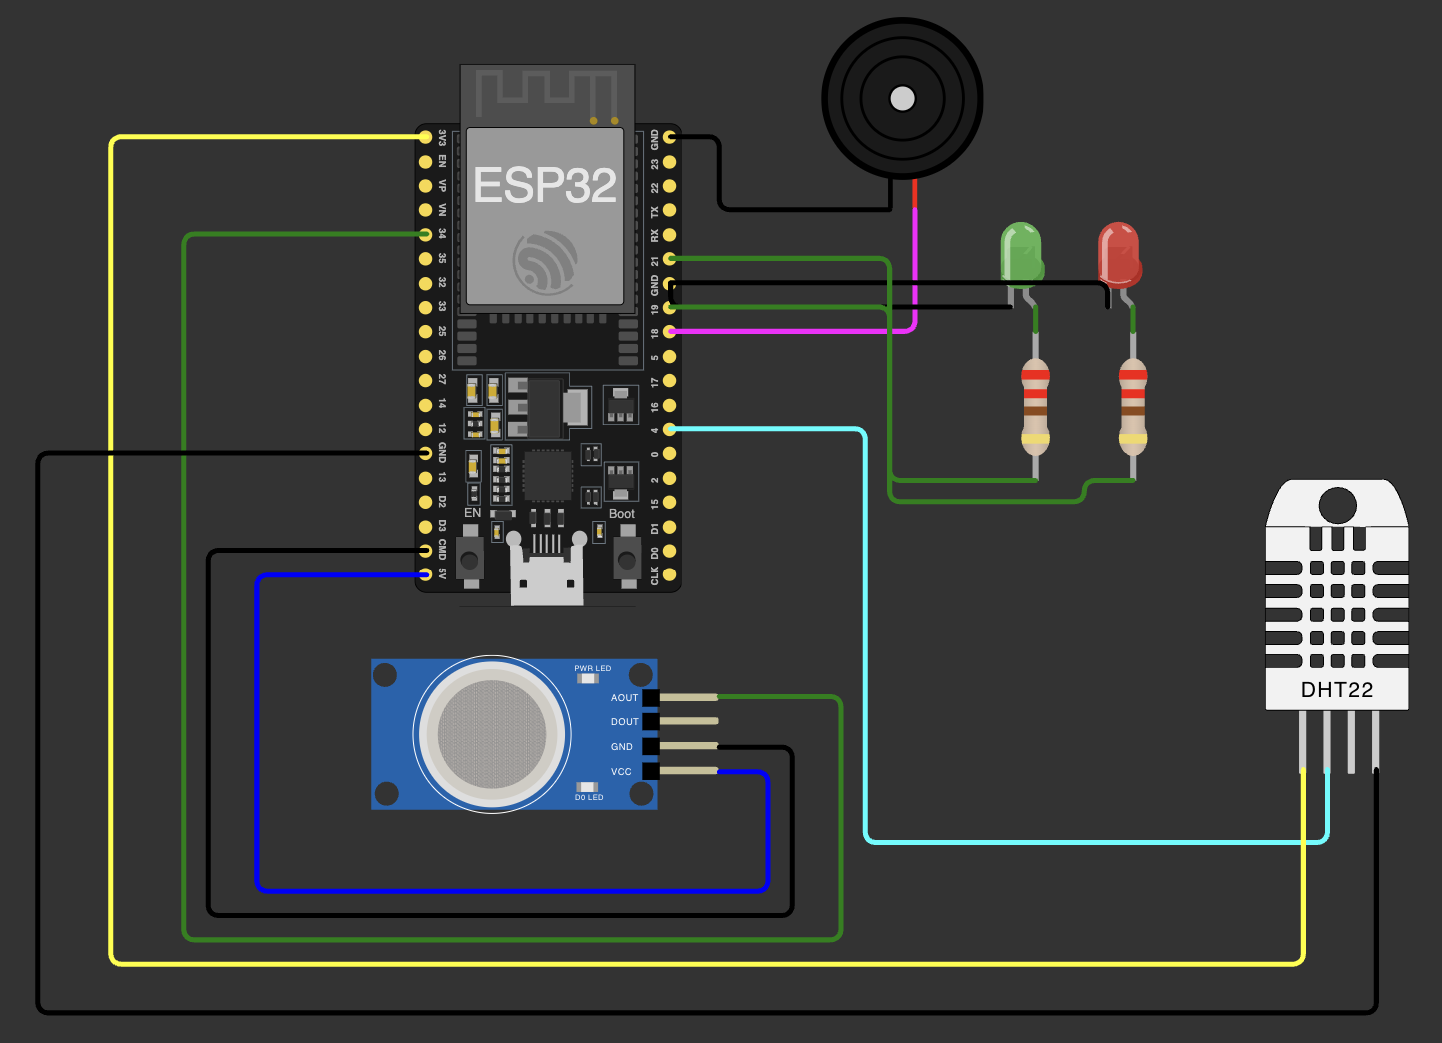 ESP32
3V3
EN
VP
VN
34
35
32
33
25
26
27
14
12
GND
13
D2
D3
CMD
5V
GND
23
22
TX
RX
21
GND
19
18
5
17
16
4
0
2
15
D1
D0
CLK
EN
Boot
PWR LED
AOUT
DOUT
GND
VCC
D0 LED
DHT22